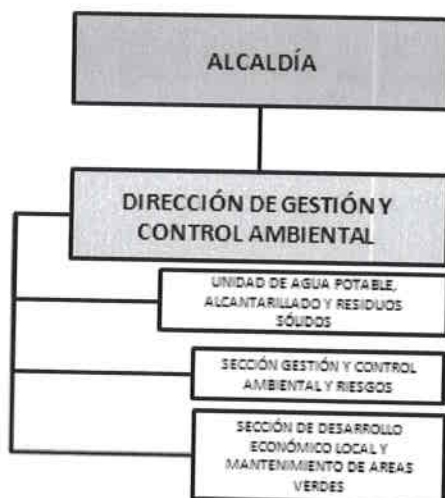 ALCALDÍA
DIRECCIÓN DE GESTIÓN Y
CONTROL AMBIENTAL
UNIDAD DE AGUA POTABLE,
ALCANTARILLADO Y RESIDUOS
SÓLIDOS
SECCIÓN GESTIÓN Y CONTROL
AMBIENTAL Y RIESGOS
SECCIÓN DE DESARROLLO
ECONÓMICO LOCAL Y
MANTENIMIENTO DE AREAS
VERDES